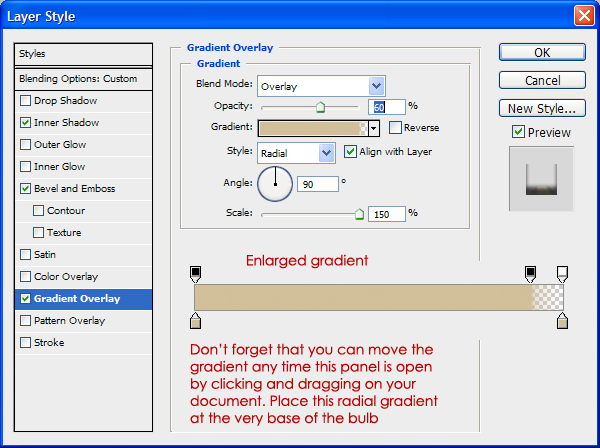 Layer Style
Styles
Blending Options: Custom
Drop Shadow
Inner Shadow
Outer Glow
Inner Glow
Bevel and Emboss
Contour
Texture
Satin
Color Overlay
Gradient Overlay
Pattern Overlay
Stroke
Gradient Overlay
Gradient
Blend Mode: Overlay
Opacity: 60 %
Gradient: Reverse
Style: Radial Align with Layer
Angle: 90 °
Scale: 150 %
OK
Cancel
New Style...
Preview
Enlarged gradient
Don't forget that you can move the
gradient any time this panel is open
by clicking and dragging on your
document. Place this radial gradient
at the very base of the bulb